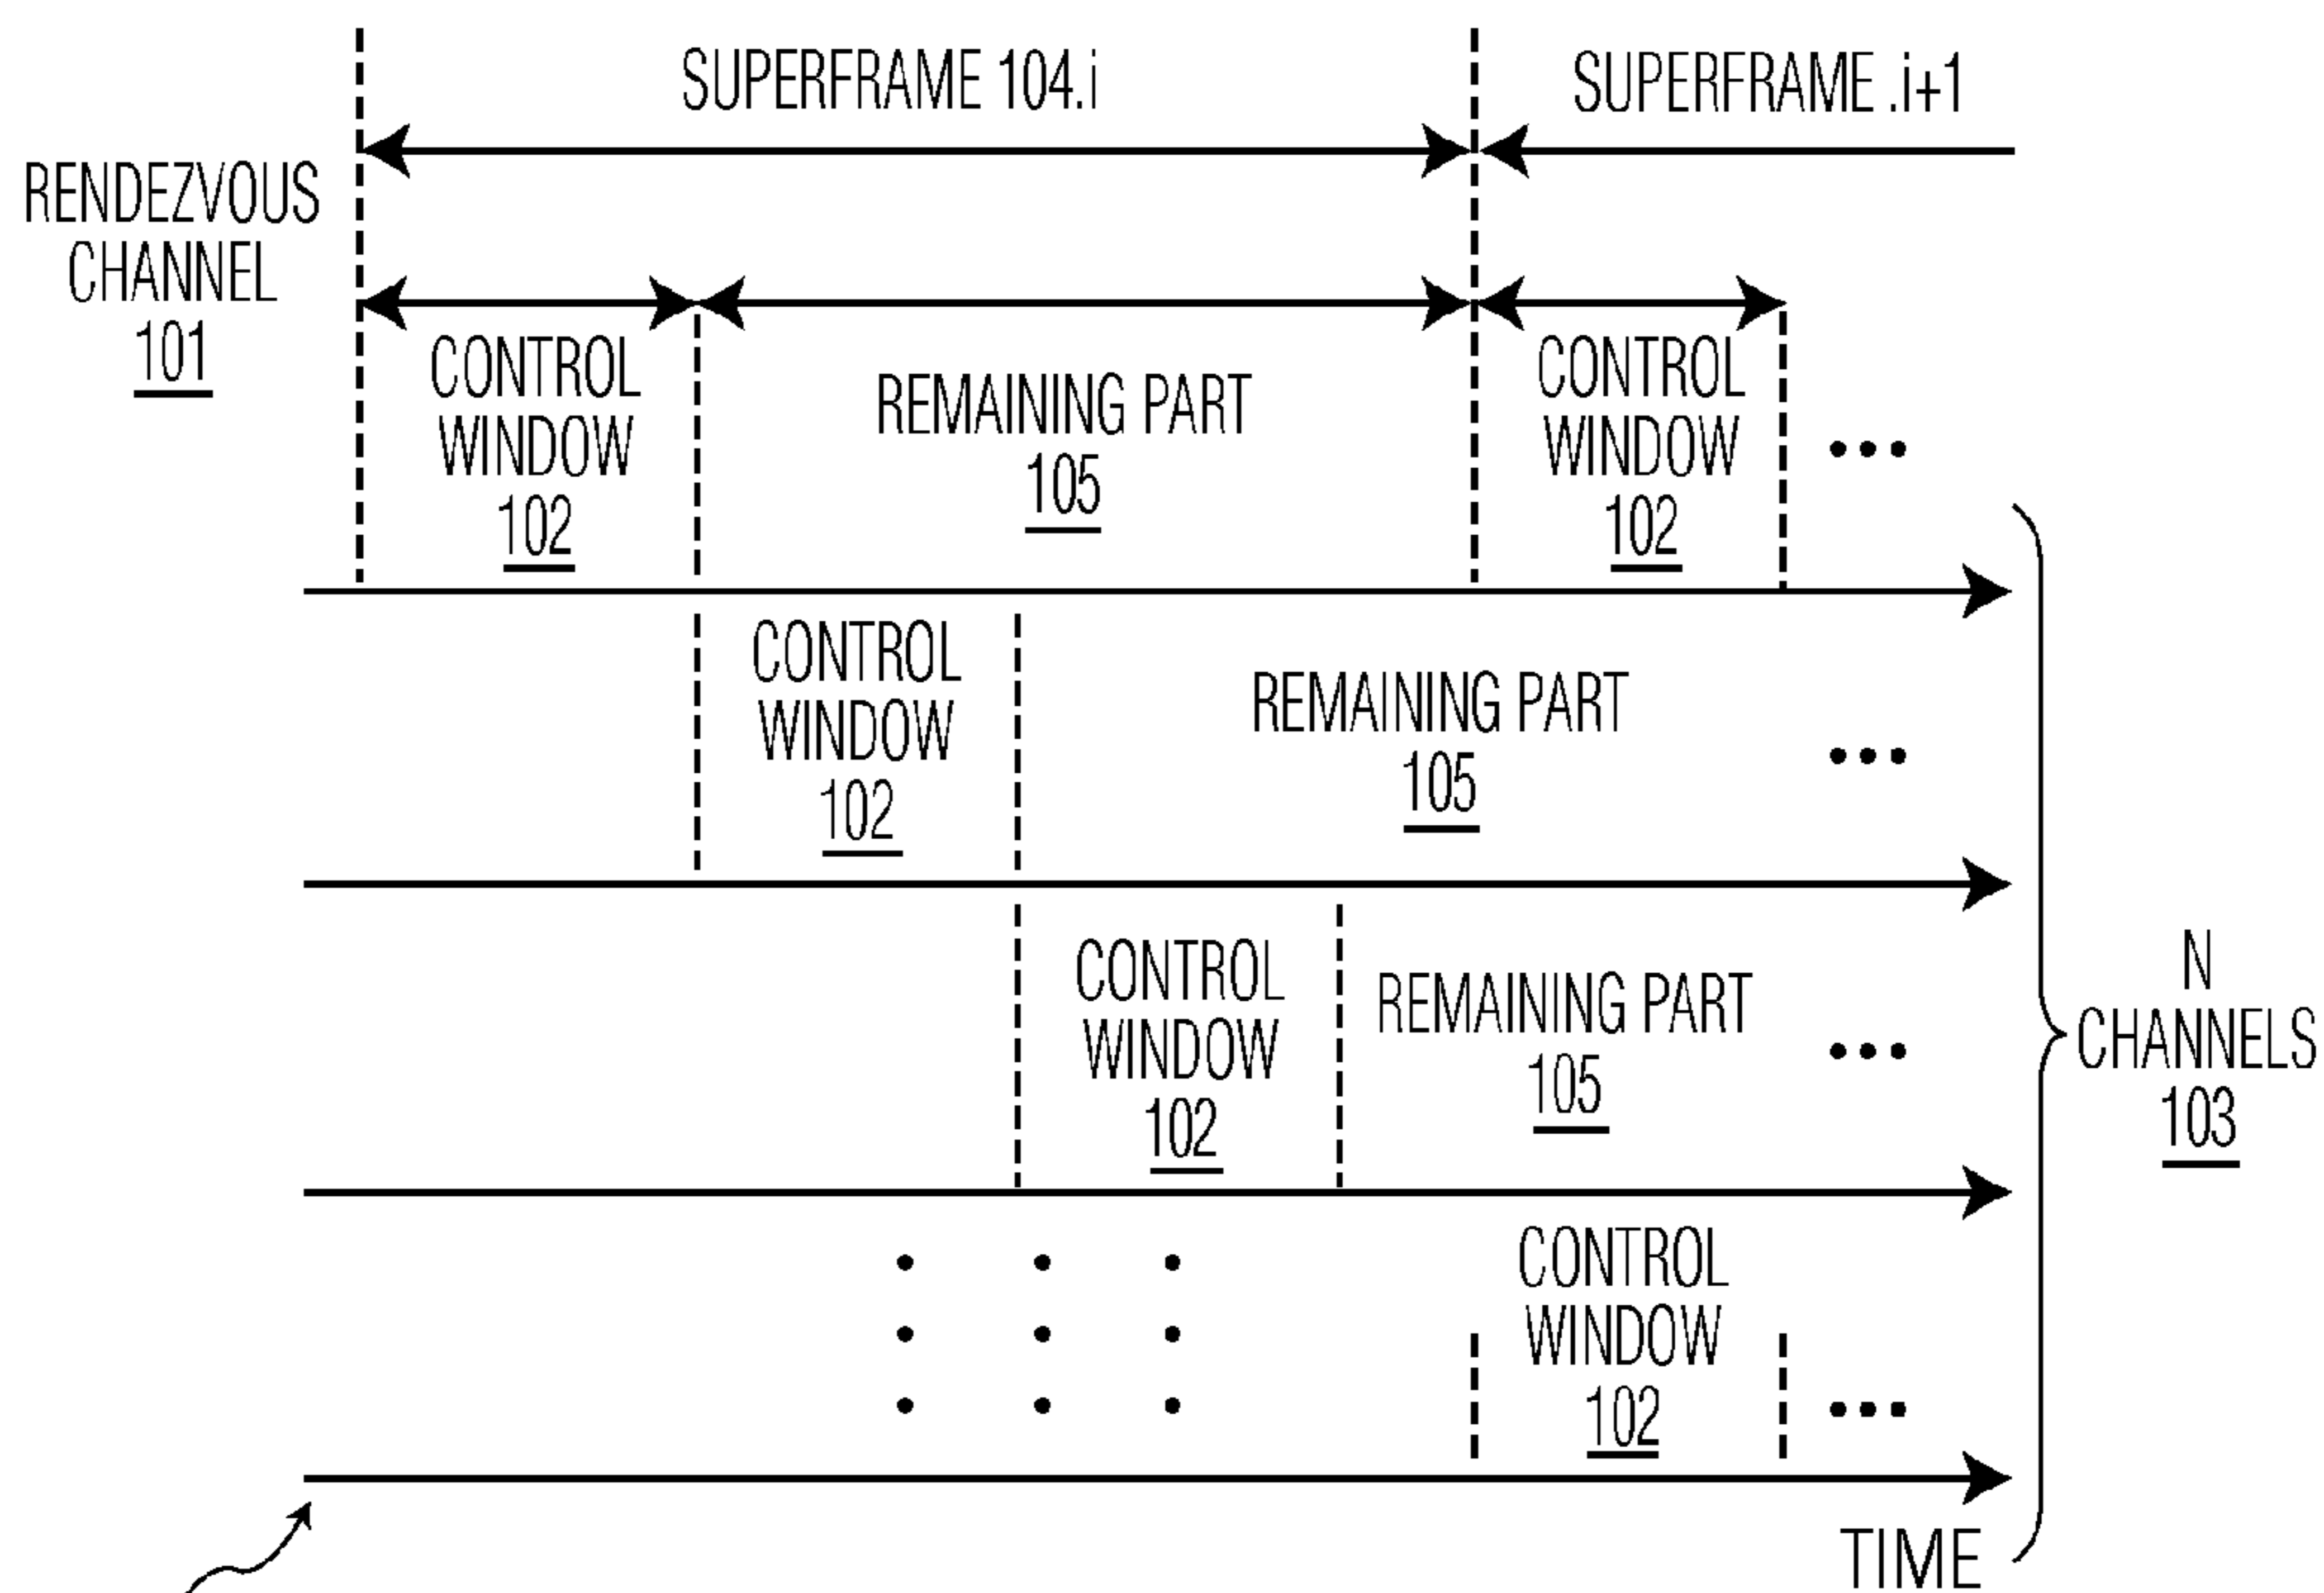 SUPERFRAME 104.i
SUPERFRAME .i+1
RENDEZVOUS
CHANNEL
101
CONTROL
WINDOW
102
REMAINING PART
105
CONTROL
WINDOW
102
CONTROL
WINDOW
102
REMAINING PART
105
CONTROL
WINDOW
102
REMAINING PART
105
N
CHANNELS
103
CONTROL
WINDOW
102
TIME